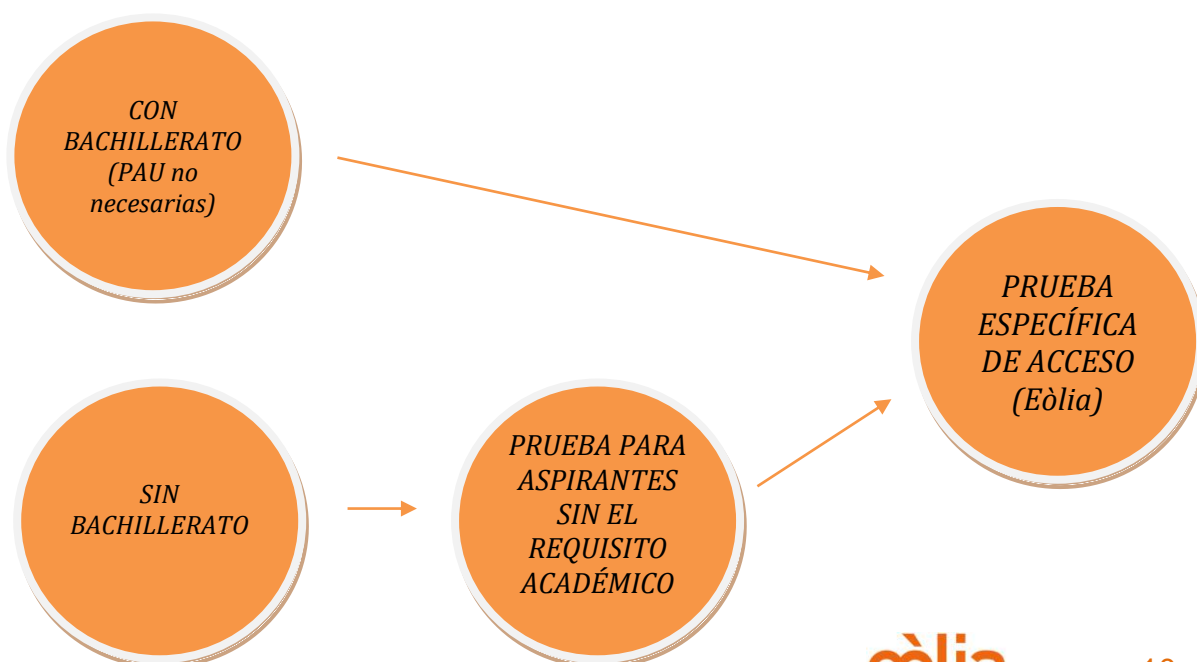 CON
BACHILLERATO
(PAU no
necesarias)
PRUEBA
ESPECÍFICA
DE ACCESO
(Eòlia)
SIN
BACHILLERATO
PRUEBA PARA
ASPIRANTES
SIN EL
REQUISITO
ACADÉMICO
eòlia